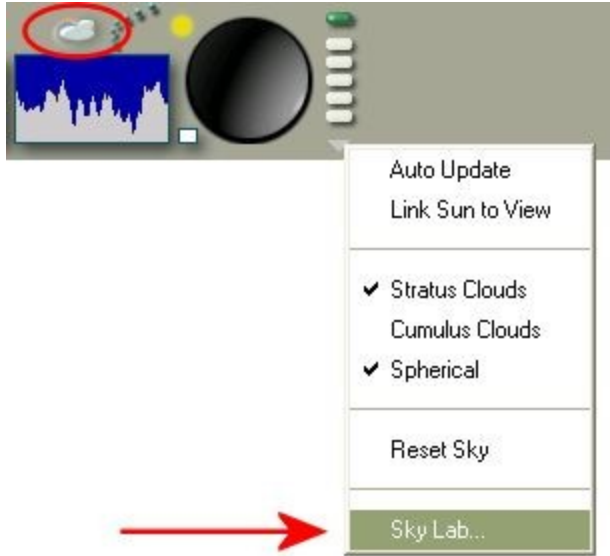 Auto Update
Link Sun to View
Stratus Clouds
Cumulus Clouds
Spherical
Reset Sky
Sky Lab...